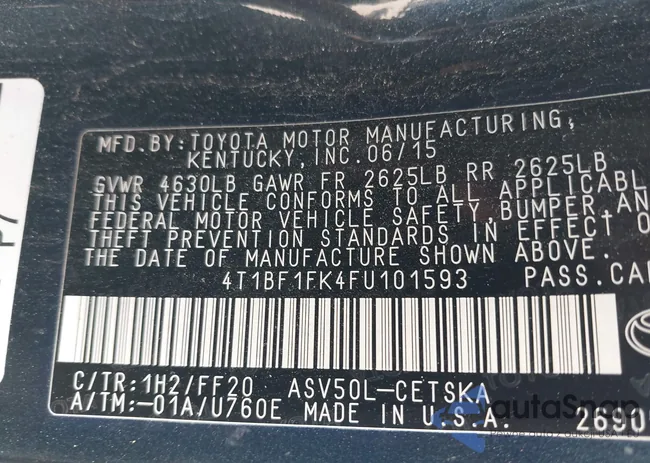 MFD.BY: TOYOTA MOTOR MANUFACTURING,
KENTUCKY, INC. 06/15
GVWR 4630LB GAWR FR 2625LB RR 2625LB
THIS VEHICLE CONFORMS TO ALL APPLICABL
FEDERAL MOTOR VEHICLE SAFETY, BUMPER AN
THEFT PREVENTION STANDARDS IN EFFECT O
THE DATE OF MANUFACTURE SHOWN ABOVE.
4T1BF1FK4FU101593 PASS.CA
C/TR: 1H2/FF20 ASV50L-CETSKA
A/TM:-01A/U760E MADE IN U.S.A. 2690
autoSnap